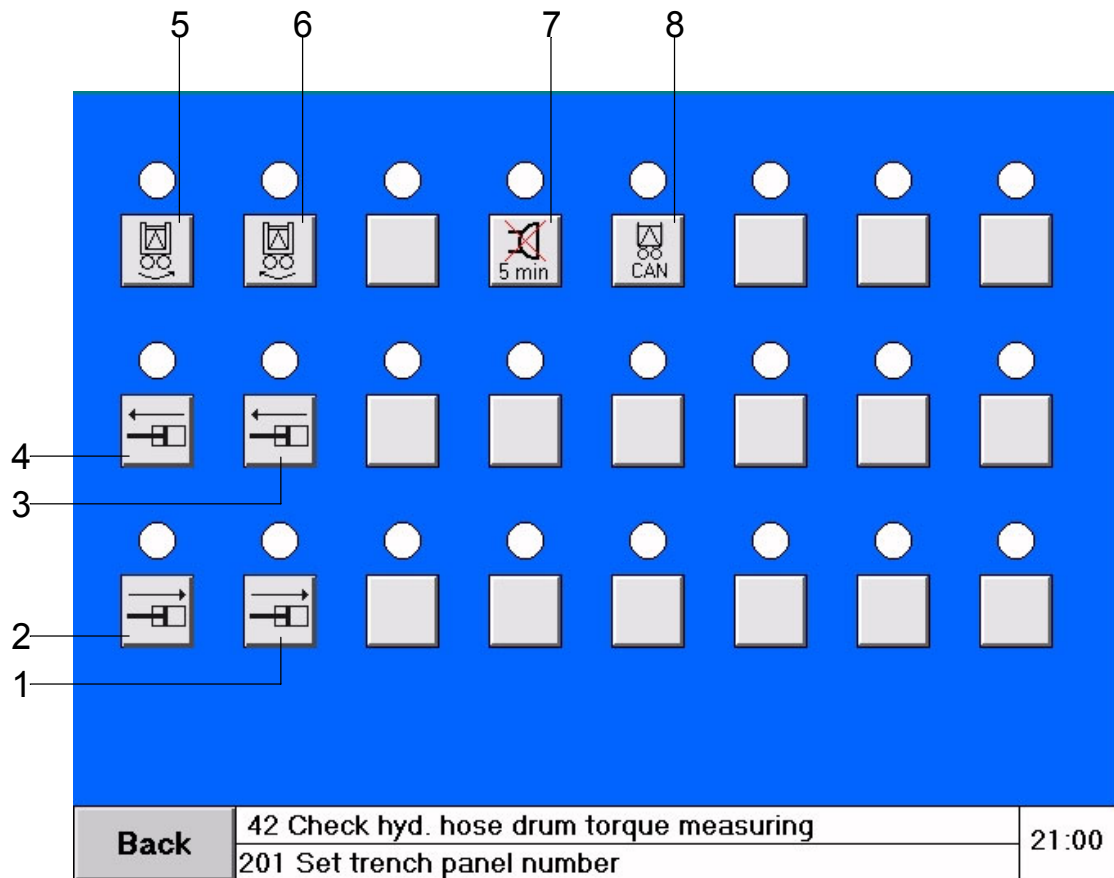 5 6 7 8
5 min CAN
4
3
2
1
Back
42 Check hyd. hose drum torque measuring
201 Set trench panel number
21:00